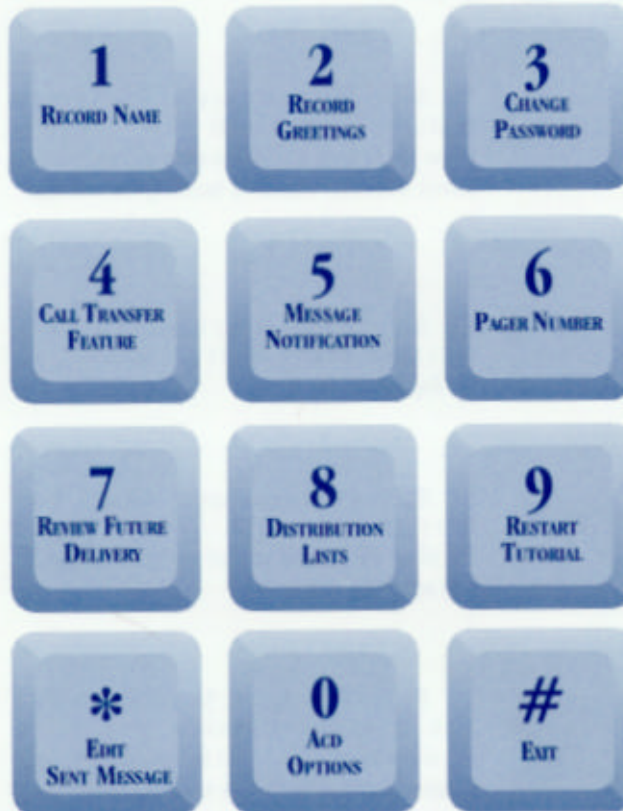 1
RECORD NAME
2
RECORD
GREETINGS
3
CHANGE
PASSWORD
4
CALL TRANSFER
FEATURE
5
MESSAGE
NOTIFICATION
6
PAGER NUMBER
7
REVIEW FUTURE
DELIVERY
8
DISTRIBUTION
LISTS
9
RESTART
TUTORIAL
*
EDIT
SENT MESSAGE
0
ACD
OPTIONS
#
EXIT